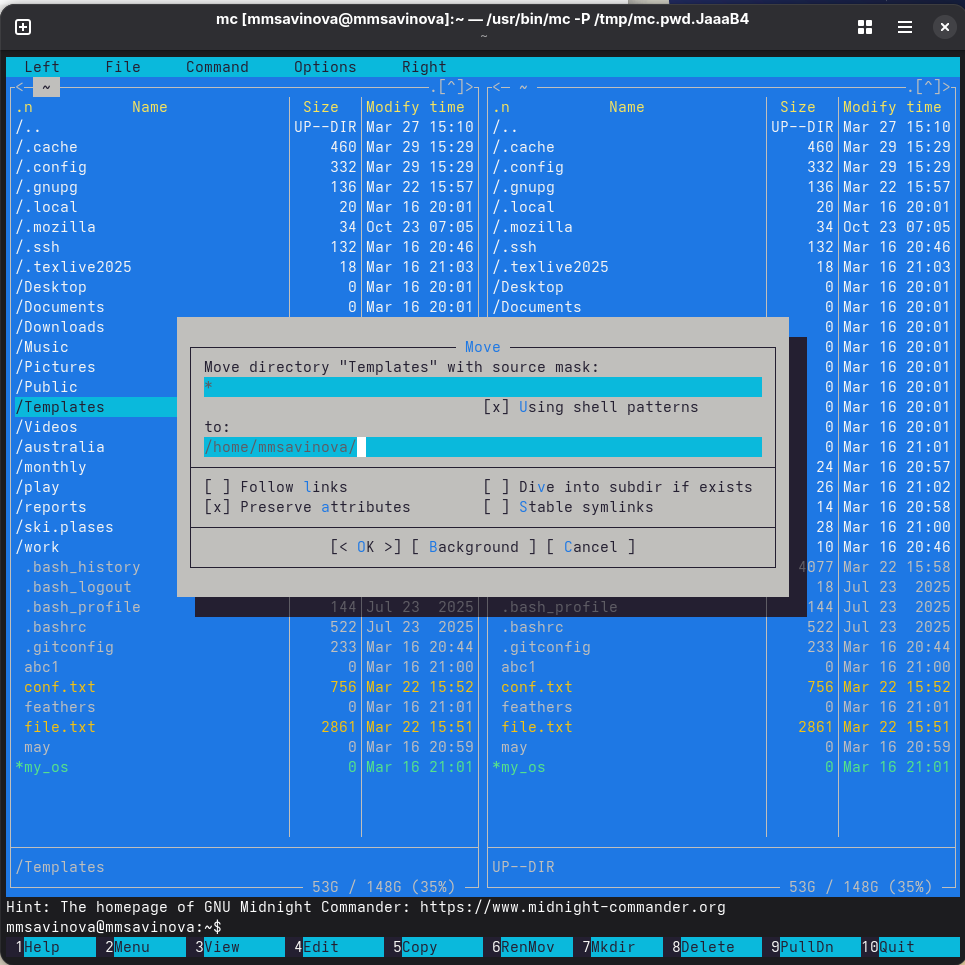 mc [mmsavinova@mmsavinova]:~ — /usr/bin/mc -P /tmp/mc.pwd.JaaaB4
~
Left File Command Options Right
<─ ~ .[^]> <─ ~ .[^]>
.n Name Size Modify time .n Name Size Modify time
/.. UP--DIR Mar 27 15:10 /.. UP--DIR Mar 27 15:10
/.cache 460 Mar 29 15:29 /.cache 460 Mar 29 15:29
/.config 332 Mar 29 15:29 /.config 332 Mar 29 15:29
/.gnupg 136 Mar 22 15:57 /.gnupg 136 Mar 22 15:57
/.local 20 Mar 16 20:01 /.local 20 Mar 16 20:01
/.mozilla 34 Oct 23 07:05 /.mozilla 34 Oct 23 07:05
/.ssh 132 Mar 16 20:46 /.ssh 132 Mar 16 20:46
/.texlive2025 18 Mar 16 21:03 /.texlive2025 18 Mar 16 21:03
/Desktop 0 Mar 16 20:01 /Desktop 0 Mar 16 20:01
/Documents 0 Mar 16 20:01 /Documents 0 Mar 16 20:01
/Downloads 0 Mar 16 20:01
/Music 0 Mar 16 20:01
/Pictures 0 Mar 16 20:01
/Public 0 Mar 16 20:01
/Templates 0 Mar 16 20:01
/Videos 0 Mar 16 20:01
/australia 0 Mar 16 21:01
/monthly 24 Mar 16 20:57
/play 26 Mar 16 21:02
/reports 14 Mar 16 20:58
/ski.plases 28 Mar 16 21:00
/work 10 Mar 16 20:46
.bash_history 4077 Mar 22 15:58
.bash_logout 18 Jul 23 2025
Move
Move directory "Templates" with source mask:
*
[x] Using shell patterns
to:
/home/mmsavinova/
[ ] Follow links [ ] Dive into subdir if exists
[x] Preserve attributes [ ] Stable symlinks
[< OK >] [ Background ] [ Cancel ]
.bash_profile 144 Jul 23 2025 .bash_profile 144 Jul 23 2025
.bashrc 522 Jul 23 2025 .bashrc 522 Jul 23 2025
.gitconfig 233 Mar 16 20:44 .gitconfig 233 Mar 16 20:44
abc1 0 Mar 16 21:00 abc1 0 Mar 16 21:00
conf.txt 756 Mar 22 15:52 conf.txt 756 Mar 22 15:52
feathers 0 Mar 16 21:01 feathers 0 Mar 16 21:01
file.txt 2861 Mar 22 15:51 file.txt 2861 Mar 22 15:51
may 0 Mar 16 20:59 may 0 Mar 16 20:59
*my_os 0 Mar 16 21:01 *my_os 0 Mar 16 21:01
/Templates UP--DIR
53G / 148G (35%) 53G / 148G (35%)
Hint: The homepage of GNU Midnight Commander: https://www.midnight-commander.org
mmsavinova@mmsavinova:~$
1Help 2Menu 3View 4Edit 5Copy 6RenMov 7Mkdir 8Delete 9PullDn 10Quit